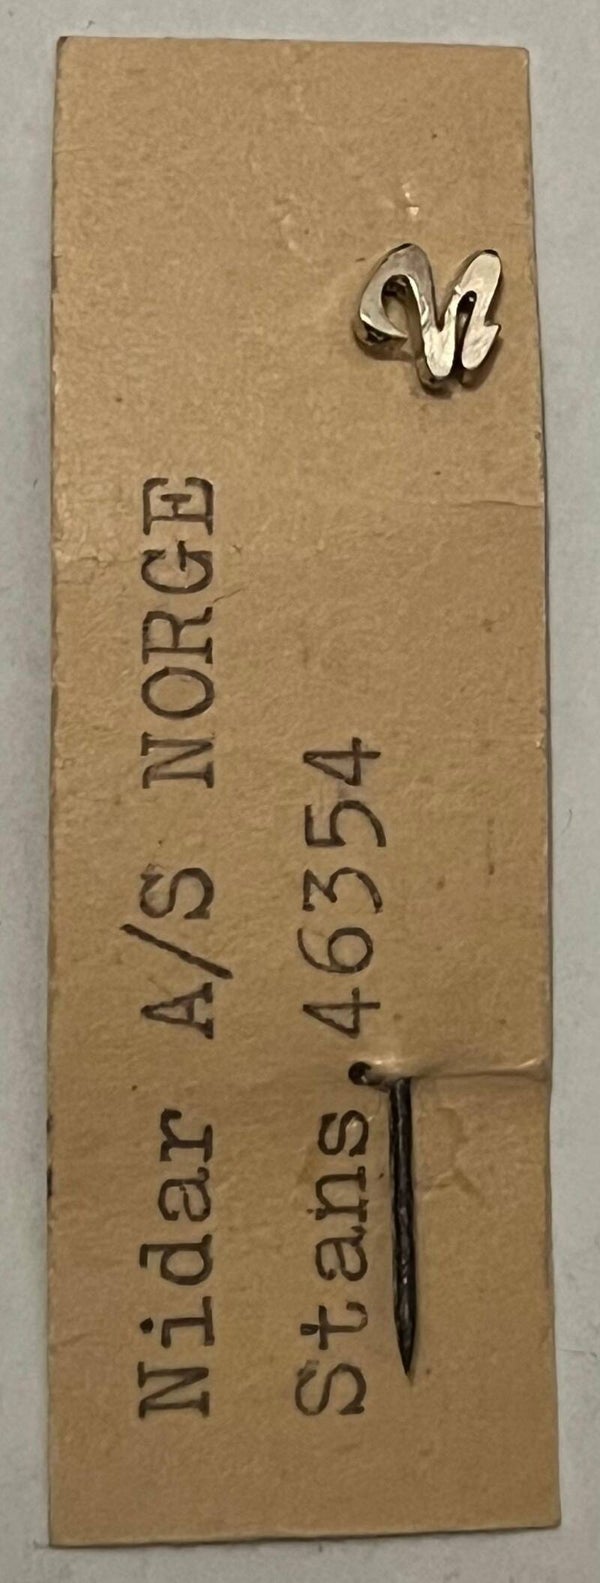 Nidar A/S NORGE
Stans 46354